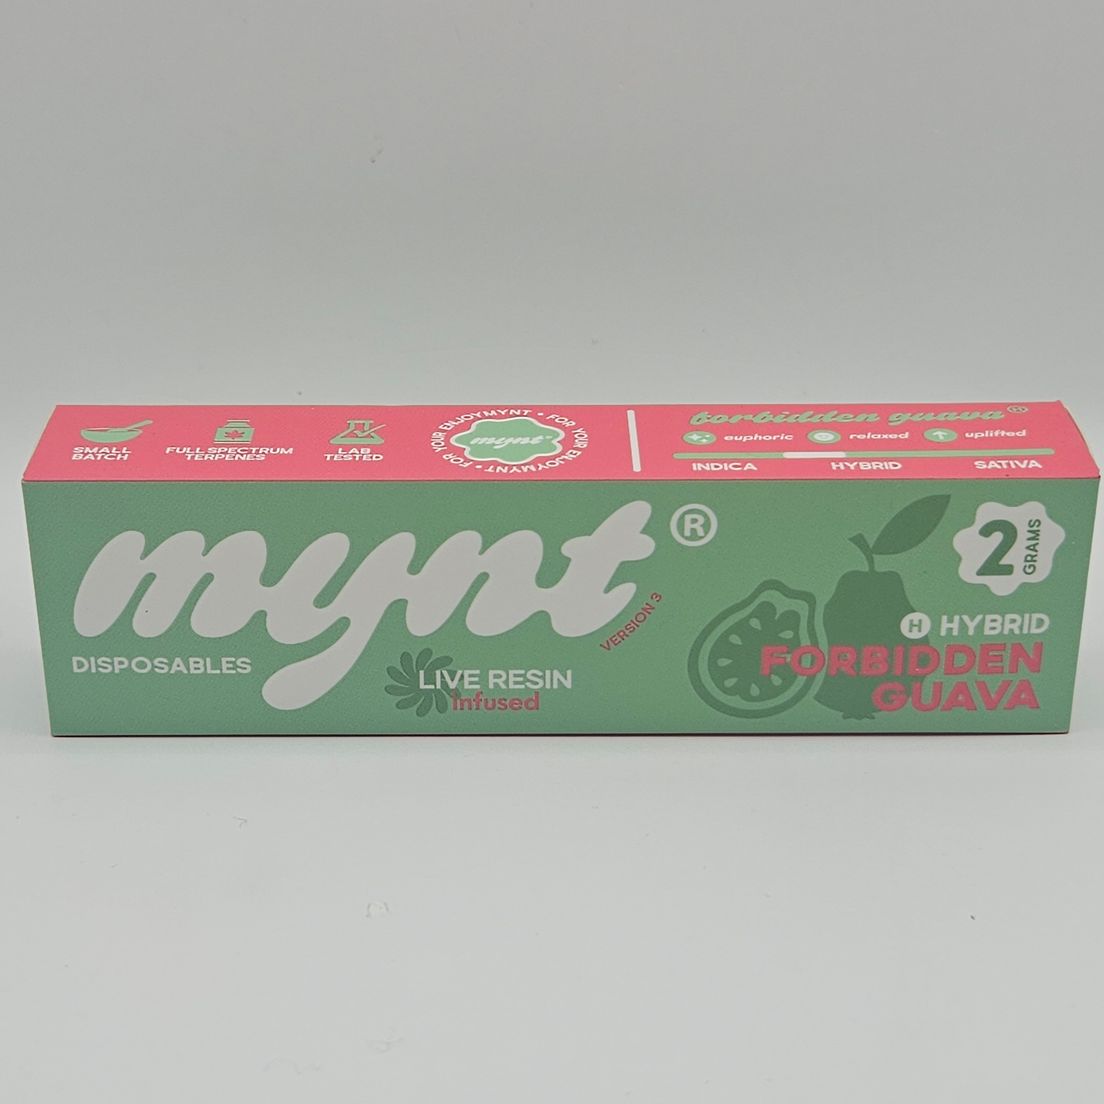 SMALL
BATCH
FULL SPECTRUM
TERPENES
LAB
TESTED
FOR YOUR ENJOYMYNT • FOR YOUR ENJOYMYNT •
mynt
forbidden guava H
euphoric relaxed uplifted
INDICA HYBRID SATIVA
mynt ®
VERSION 3
DISPOSABLES
LIVE RESIN
infused
2 GRAMS
H HYBRID
FORBIDDEN
GUAVA